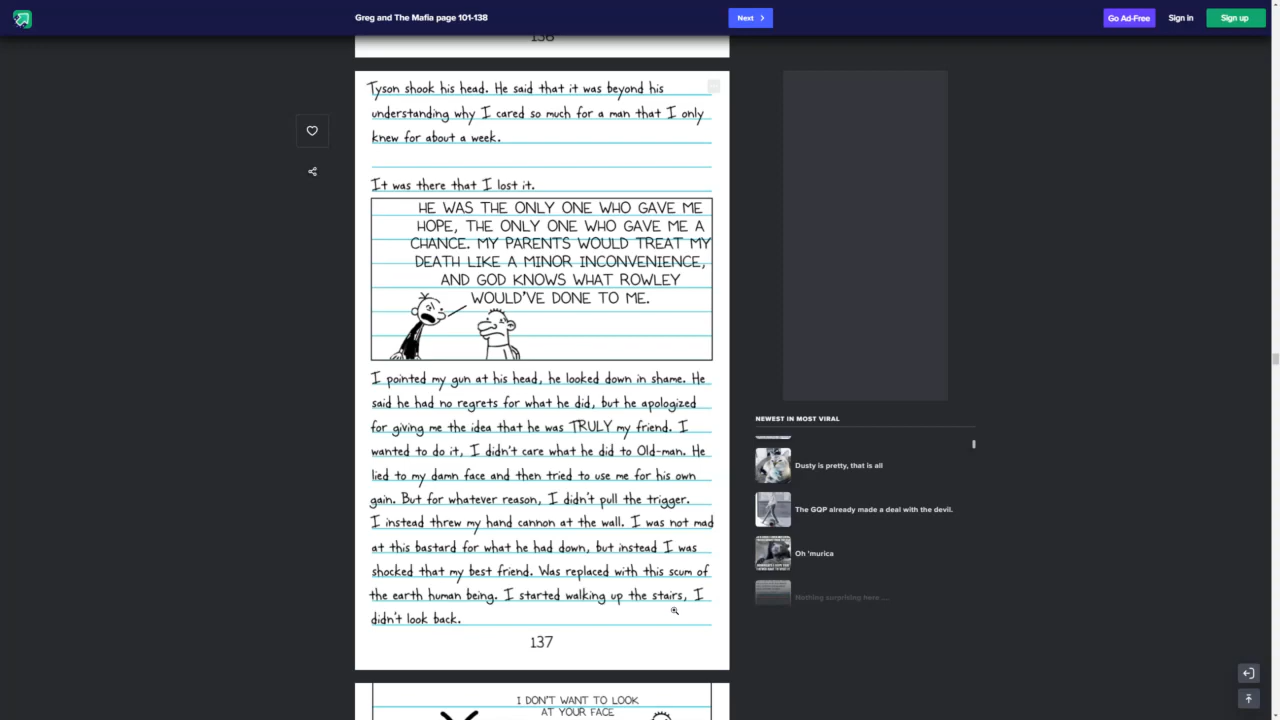 Greg and The Mafia page 101-138
Next
Go Ad-Free
Sign in
Sign up
Tyson shook his head. He said that it was beyond his
understanding why I cared so much for a man that I only
knew for about a week.
It was there that I lost it.
HE WAS THE ONLY ONE WHO GAVE ME
HOPE, THE ONLY ONE WHO GAVE ME A
CHANCE. MY PARENTS WOULD TREAT MY
DEATH LIKE A MINOR INCONVENIENCE,
AND GOD KNOWS WHAT ROWLEY
WOULD'VE DONE TO ME.
I pointed my gun at his head, he looked down in shame. He
said he had no regrets for what he did, but he apologized
for giving me the idea that he was TRULY my friend. I
wanted to do it, I didn't care what he did to Old-man. He
lied to my damn face and then tried to use me for his own
gain. But for whatever reason, I didn't pull the trigger.
I instead threw my hand cannon at the wall. I was not mad
at this bastard for what he had down, but instead I was
shocked that my best friend. Was replaced with this scum of
the earth human being. I started walking up the stairs, I
didn't look back.
137
I DON'T WANT TO LOOK
AT YOUR FACE
NEWEST IN MOST VIRAL
Dusty is pretty, that is all
The GQP already made a deal with the devil.
Oh 'murica
Nothing surprising here ....